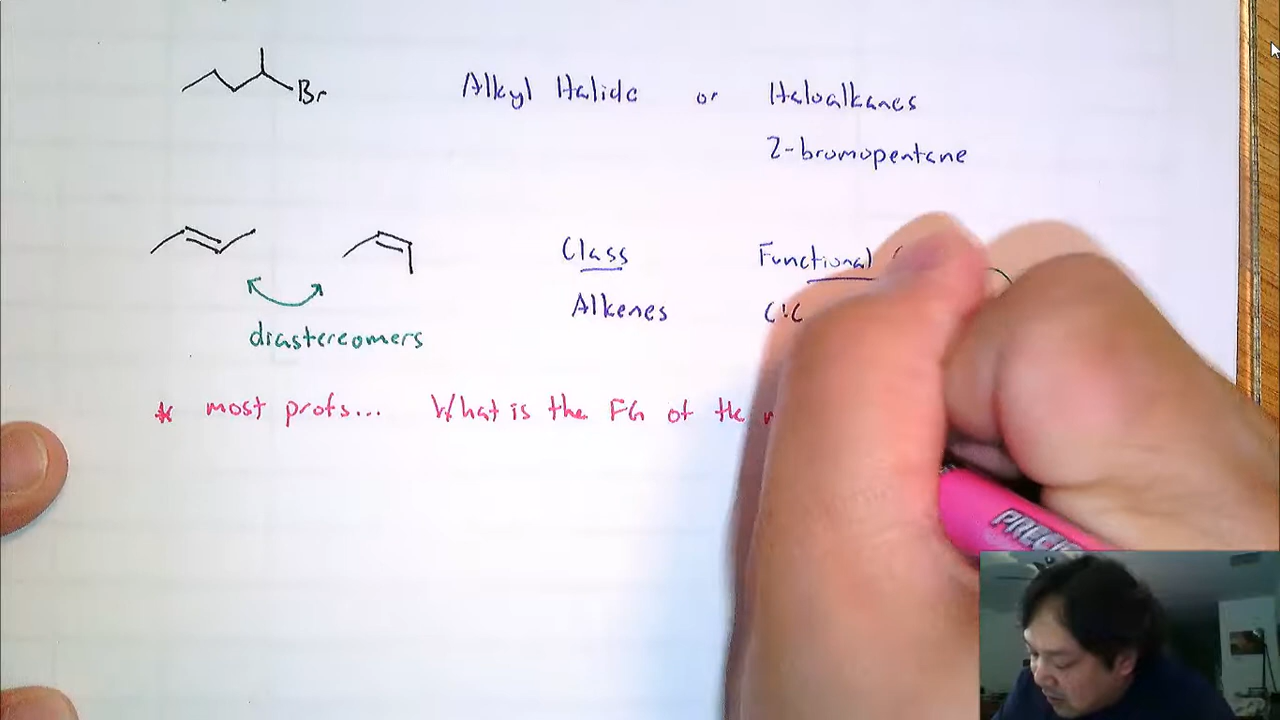 Br Alkyl Halide or Haloalkanes
2-bromopentane
Class Functional
Alkenes C=C
diastereomers
* most profs... What is the FG of the
PRECI